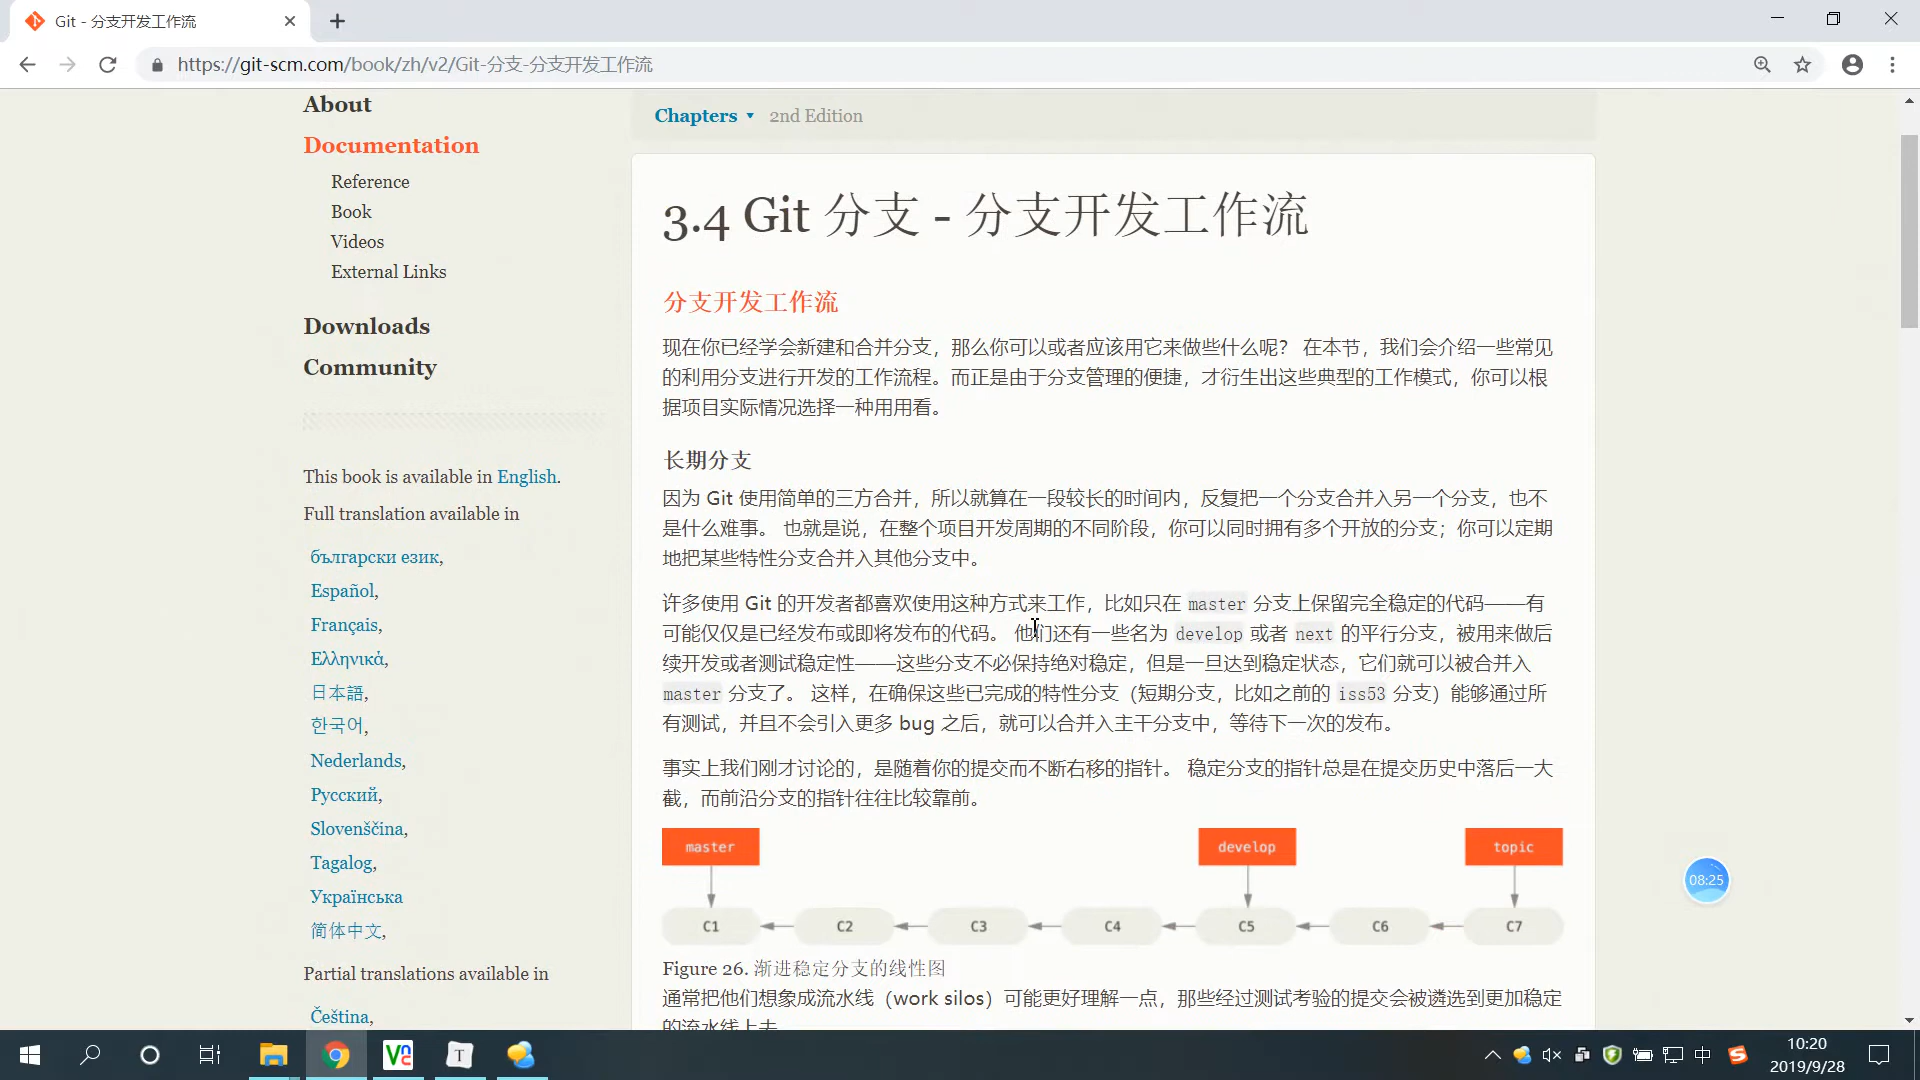 Git - 分支开发工作流
https://git-scm.com/book/zh/v2/Git-分支-分支开发工作流
About
Documentation
Reference
Book
Videos
External Links
Downloads
Community
This book is available in English.
Full translation available in
български език,
Español,
Français,
Ελληνικά,
日本語,
한국어,
Nederlands,
Русский,
Slovenščina,
Tagalog,
Українська
简体中文,
Partial translations available in
Čeština,
Chapters ▾ 2nd Edition
3.4 Git 分支 - 分支开发工作流
分支开发工作流
现在你已经学会新建和合并分支，那么你可以或者应该用它来做些什么呢？ 在本节，我们会介绍一些常见
的利用分支进行开发的工作流程。而正是由于分支管理的便捷，才衍生出这些典型的工作模式，你可以根
据项目实际情况选择一种用用看。
长期分支
因为 Git 使用简单的三方合并，所以就算在一段较长的时间内，反复把一个分支合并入另一个分支，也不
是什么难事。 也就是说，在整个项目开发周期的不同阶段，你可以同时拥有多个开放的分支；你可以定期
地把某些特性分支合并入其他分支中。
许多使用 Git 的开发者都喜欢使用这种方式来工作，比如只在 master 分支上保留完全稳定的代码——有
可能仅仅是已经发布或即将发布的代码。 他们还有一些名为 develop 或者 next 的平行分支，被用来做后
续开发或者测试稳定性——这些分支不必保持绝对稳定，但是一旦达到稳定状态，它们就可以被合并入
master 分支了。 这样，在确保这些已完成的特性分支（短期分支，比如之前的 iss53 分支）能够通过所
有测试，并且不会引入更多 bug 之后，就可以合并入主干分支中，等待下一次的发布。
事实上我们刚才讨论的，是随着你的提交而不断右移的指针。 稳定分支的指针总是在提交历史中落后一大
截，而前沿分支的指针往往比较靠前。
master develop topic
C1 C2 C3 C4 C5 C6 C7
Figure 26. 渐进稳定分支的线性图
通常把他们想象成流水线（work silos）可能更好理解一点，那些经过测试考验的提交会被遴选到更加稳定
的流水线上去
08:25
中
10:20
2019/9/28